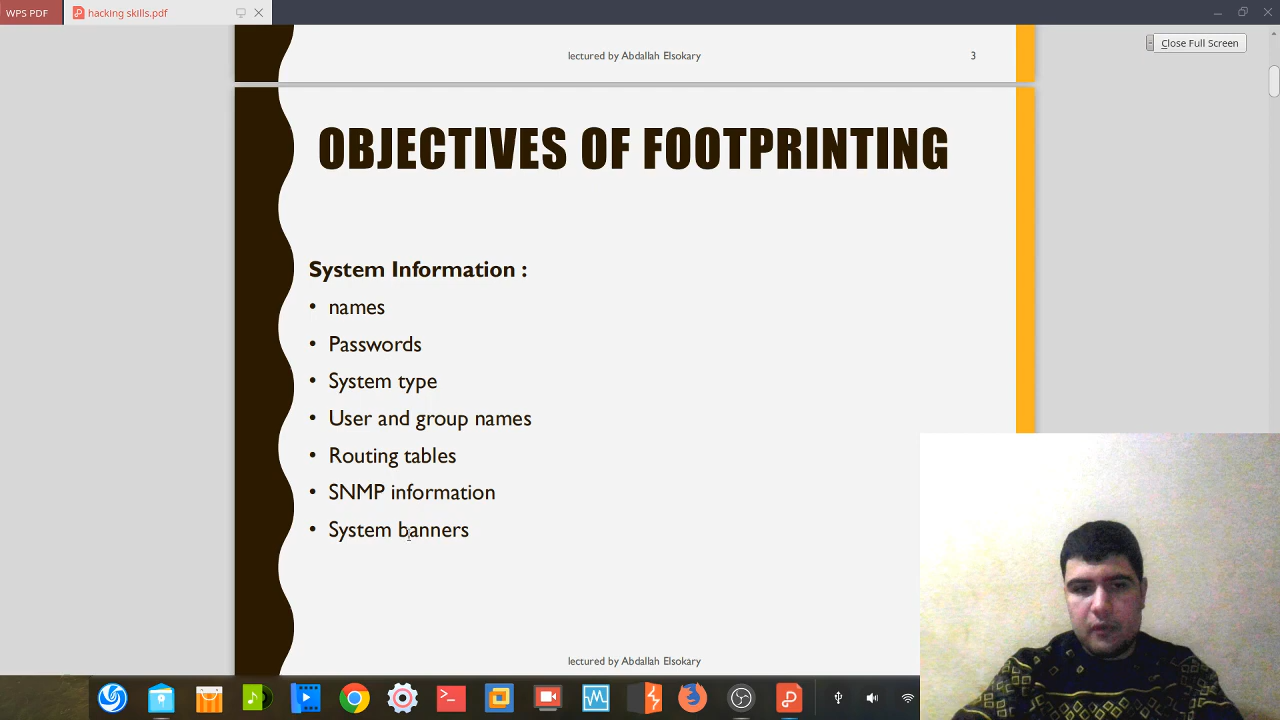 WPS PDF
hacking skills.pdf
Close Full Screen
lectured by Abdallah Elsokary
3
OBJECTIVES OF FOOTPRINTING
System Information :
• names
• Passwords
• System type
• User and group names
• Routing tables
• SNMP information
• System banners
lectured by Abdallah Elsokary